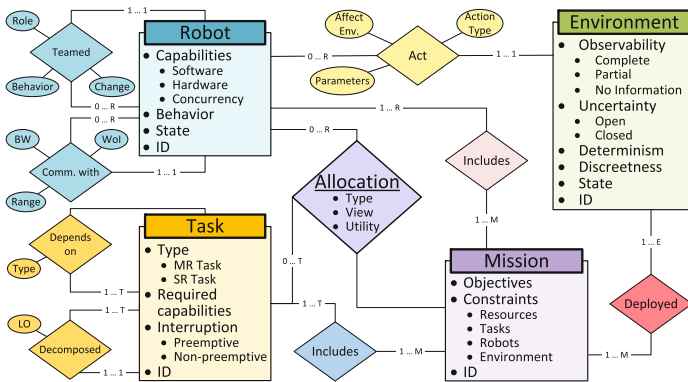 Role
Teamed
Behavior
Change
1 ... 1
0 ... R
0 ... R
BW
WoI
Comm. with
Range
1 ... 1
Robot
• Capabilities
• Software
• Hardware
• Concurrency
• Behavior
• State
• ID
0 ... R
Affect
Env.
Action
Type
Parameters
Act
1 ... 1
Environment
• Observability
• Complete
• Partial
• No Information
• Uncertainty
• Open
• Closed
• Determinism
• Discreetness
• State
• ID
1 ... R
0 ... R
Includes
1 ... M
Allocation
• Type
• View
• Utility
0 ... T
Depends
on
Type
1 ... T
1 ... T
LO
Decomposed
1 ... 1
Task
• Type
• MR Task
• SR Task
• Required
capabilities
• Interruption
• Preemptive
• Non-preemptive
• ID
1 ... T
Includes
1 ... M
Mission
• Objectives
• Constraints
• Resources
• Tasks
• Robots
• Environment
• ID
1 ... E
Deployed
1 ... M